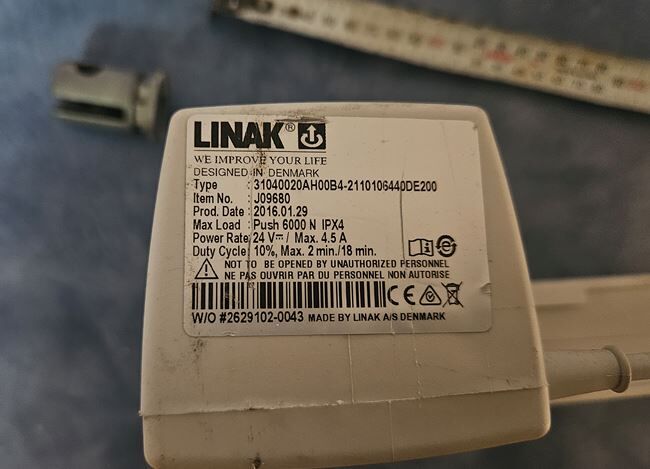 LINAK®
WE IMPROVE YOUR LIFE
DESIGNED IN DENMARK
Type : 31040020AH00B4-2110106440DE200
Item No. : J09680
Prod. Date : 2016.01.29
Max Load : Push 6000 N IPX4
Power Rate: 24 V⎓ / Max. 4.5 A
Duty Cycle: 10%, Max. 2 min./18 min.
NOT TO BE OPENED BY UNAUTHORIZED PERSONNEL
NE PAS OUVRIR PAR DU PERSONNEL NON AUTORISE
CE
W/O #2629102-0043 MADE BY LINAK A/S DENMARK